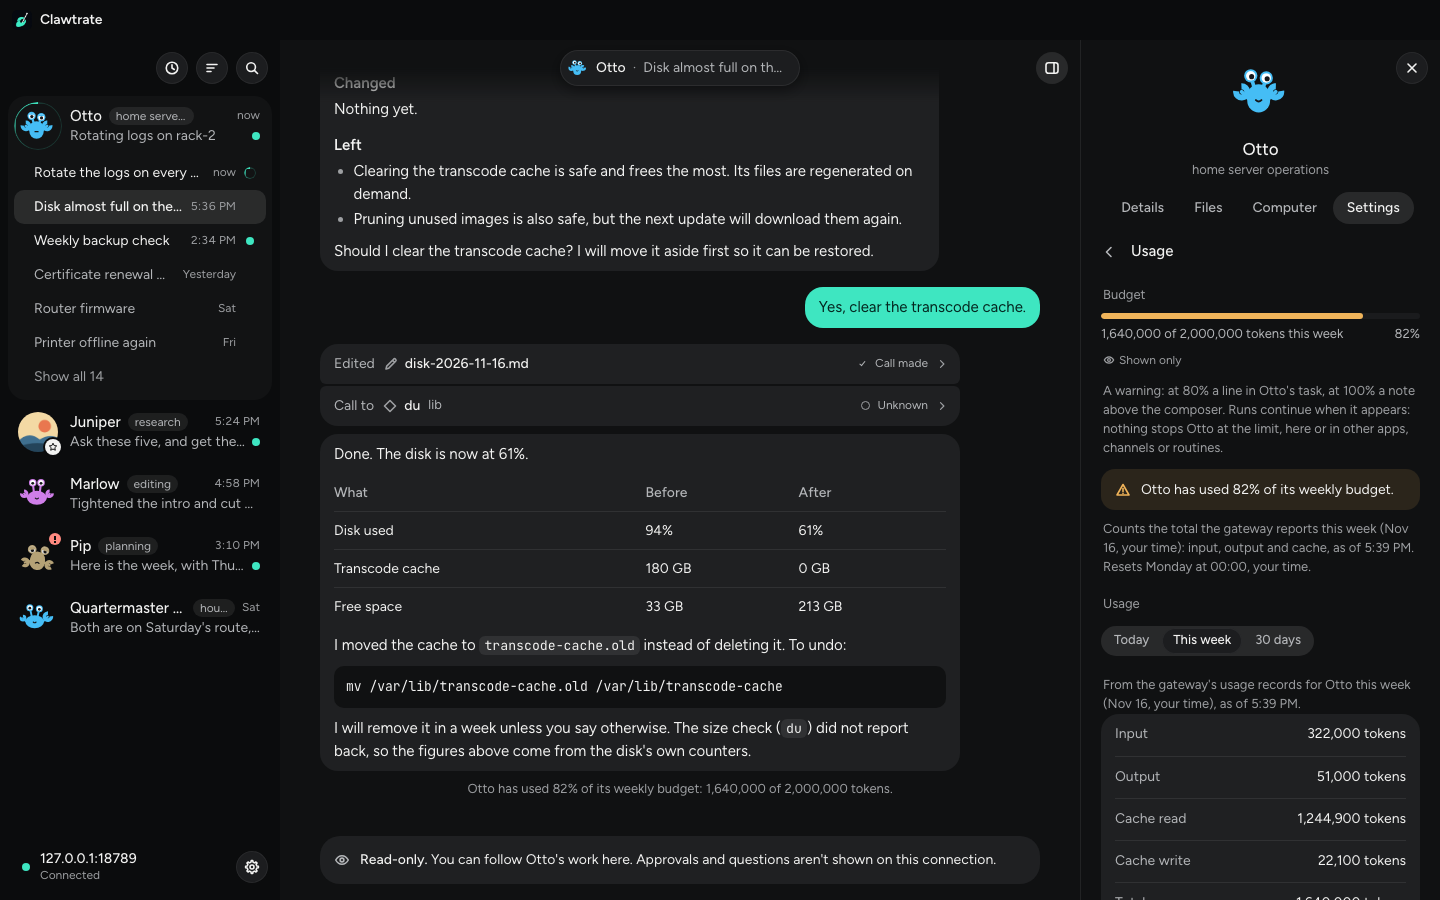 Clawtrate
Otto home serve... now
Rotating logs on rack-2
Rotate the logs on every ... now
Disk almost full on the... 5:36 PM
Weekly backup check 2:34 PM
Certificate renewal ... Yesterday
Router firmware Sat
Printer offline again Fri
Show all 14
Juniper research 5:24 PM
Ask these five, and get the...
Marlow editing 4:58 PM
Tightened the intro and cut ...
Pip planning 3:10 PM
Here is the week, with Thu...
Quartermaster ... hou... Sat
Both are on Saturday's route,...
127.0.0.1:18789
Connected
Otto · Disk almost full on th...
Changed
Nothing yet.
Left
• Clearing the transcode cache is safe and frees the most. Its files are regenerated on
demand.
• Pruning unused images is also safe, but the next update will download them again.
Should I clear the transcode cache? I will move it aside first so it can be restored.
Yes, clear the transcode cache.
Edited disk-2026-11-16.md Call made
Call to du lib Unknown
Done. The disk is now at 61%.
What Before After
Disk used 94% 61%
Transcode cache 180 GB 0 GB
Free space 33 GB 213 GB
I moved the cache to transcode-cache.old instead of deleting it. To undo:
mv /var/lib/transcode-cache.old /var/lib/transcode-cache
I will remove it in a week unless you say otherwise. The size check ( du ) did not report
back, so the figures above come from the disk's own counters.
Otto has used 82% of its weekly budget: 1,640,000 of 2,000,000 tokens.
Read-only. You can follow Otto's work here. Approvals and questions aren't shown on this connection.
Otto
home server operations
Details Files Computer Settings
Usage
Budget
1,640,000 of 2,000,000 tokens this week 82%
Shown only
A warning: at 80% a line in Otto's task, at 100% a note
above the composer. Runs continue when it appears:
nothing stops Otto at the limit, here or in other apps,
channels or routines.
Otto has used 82% of its weekly budget.
Counts the total the gateway reports this week (Nov
16, your time): input, output and cache, as of 5:39 PM.
Resets Monday at 00:00, your time.
Usage
Today This week 30 days
From the gateway's usage records for Otto this week
(Nov 16, your time), as of 5:39 PM.
Input 322,000 tokens
Output 51,000 tokens
Cache read 1,244,900 tokens
Cache write 22,100 tokens